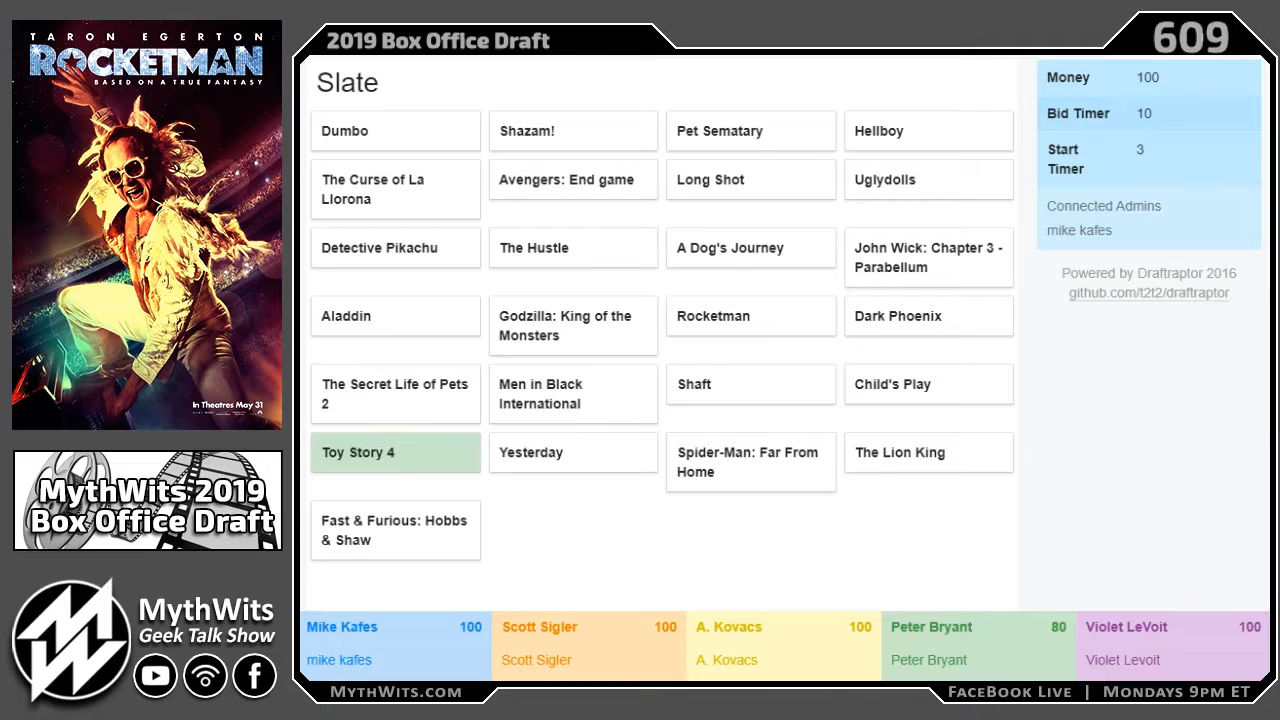 TARON EGERTON
ROCKETMAN
BASED ON A TRUE FANTASY
In Theatres May 31
MythWits 2019
Box Office Draft
MythWits
Geek Talk Show
2019 Box Office Draft
609
Slate
Dumbo
Shazam!
Pet Sematary
Hellboy
The Curse of La
Llorona
Avengers: End game
Long Shot
Uglydolls
Detective Pikachu
The Hustle
A Dog's Journey
John Wick: Chapter 3 -
Parabellum
Aladdin
Godzilla: King of the
Monsters
Rocketman
Dark Phoenix
The Secret Life of Pets
2
Men in Black
International
Shaft
Child's Play
Toy Story 4
Yesterday
Spider-Man: Far From
Home
The Lion King
Fast & Furious: Hobbs
& Shaw
Money 100
Bid Timer 10
Start
Timer
3
Connected Admins
mike kafes
Powered by Draftraptor 2016
github.com/t2t2/draftraptor
Mike Kafes 100
mike kafes
Scott Sigler 100
Scott Sigler
A. Kovacs 100
A. Kovacs
Peter Bryant 80
Peter Bryant
Violet LeVoit 100
Violet Levoit
MythWits.com
FaceBook Live | Mondays 9pm ET